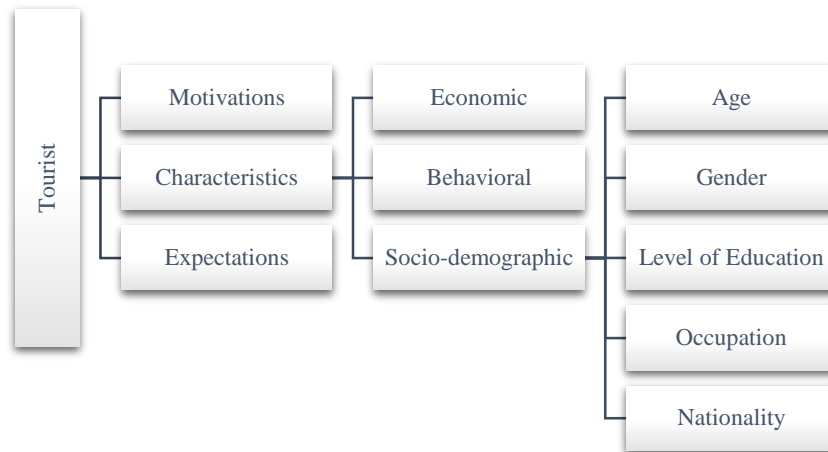 Tourist
Motivations
Characteristics
Expectations
Economic
Behavioral
Socio-demographic
Age
Gender
Level of Education
Occupation
Nationality